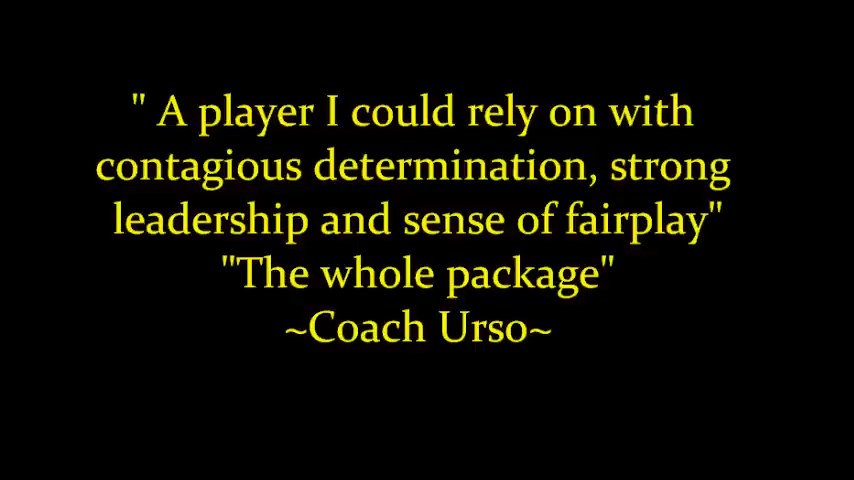 " A player I could rely on with
contagious determination, strong
leadership and sense of fairplay"
"The whole package"
~Coach Urso~